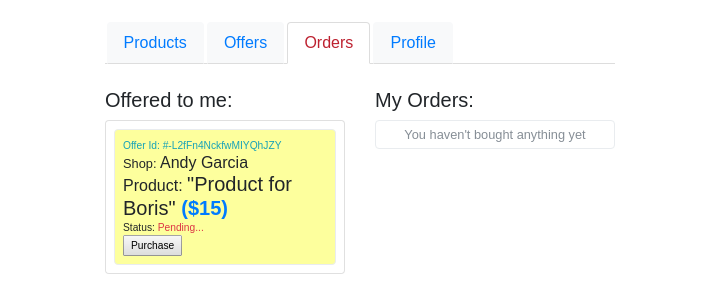 Products Offers Orders Profile
Offered to me:
Offer Id: #-L2fFn4NckfwMIYQhJZY
Shop: Andy Garcia
Product: "Product for
Boris" ($15)
Status: Pending...
Purchase
My Orders:
You haven't bought anything yet